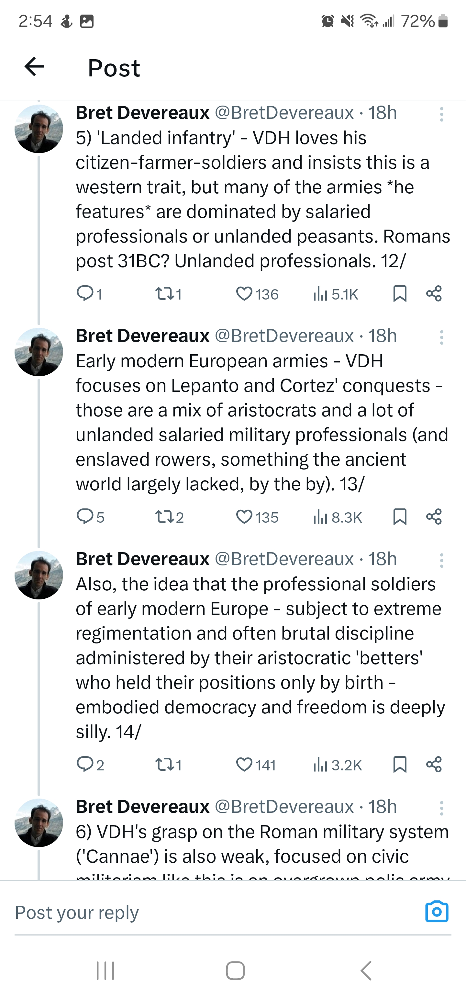 2:54 72%
Post
Bret Devereaux @BretDevereaux · 18h
5) 'Landed infantry' - VDH loves his
citizen-farmer-soldiers and insists this is a
western trait, but many of the armies *he
features* are dominated by salaried
professionals or unlanded peasants. Romans
post 31BC? Unlanded professionals. 12/
1 1 136 5.1K
Bret Devereaux @BretDevereaux · 18h
Early modern European armies - VDH
focuses on Lepanto and Cortez' conquests -
those are a mix of aristocrats and a lot of
unlanded salaried military professionals (and
enslaved rowers, something the ancient
world largely lacked, by the by). 13/
5 2 135 8.3K
Bret Devereaux @BretDevereaux · 18h
Also, the idea that the professional soldiers
of early modern Europe - subject to extreme
regimentation and often brutal discipline
administered by their aristocratic 'betters'
who held their positions only by birth -
embodied democracy and freedom is deeply
silly. 14/
2 1 141 3.2K
Bret Devereaux @BretDevereaux · 18h
6) VDH's grasp on the Roman military system
('Cannae') is also weak, focused on civic
militarism like this is an overgrown polis army
Post your reply